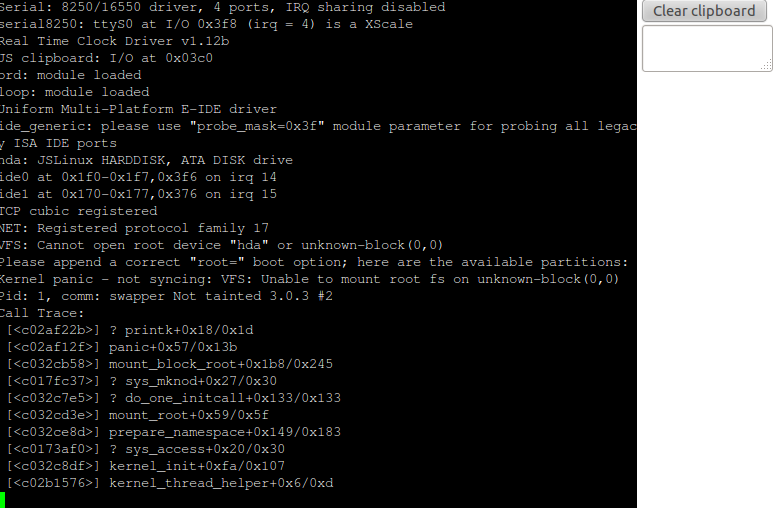 Serial: 8250/16550 driver, 4 ports, IRQ sharing disabled
serial8250: ttyS0 at I/O 0x3f8 (irq = 4) is a XScale
Real Time Clock Driver v1.12b
JS clipboard: I/O at 0x03c0
brd: module loaded
loop: module loaded
Uniform Multi-Platform E-IDE driver
ide_generic: please use "probe_mask=0x3f" module parameter for probing all legac
y ISA IDE ports
hda: JSLinux HARDDISK, ATA DISK drive
ide0 at 0x1f0-0x1f7,0x3f6 on irq 14
ide1 at 0x170-0x177,0x376 on irq 15
TCP cubic registered
NET: Registered protocol family 17
VFS: Cannot open root device "hda" or unknown-block(0,0)
Please append a correct "root=" boot option; here are the available partitions:
Kernel panic - not syncing: VFS: Unable to mount root fs on unknown-block(0,0)
Pid: 1, comm: swapper Not tainted 3.0.3 #2
Call Trace:
[<c02af22b>] ? printk+0x18/0x1d
[<c02af12f>] panic+0x57/0x13b
[<c032cb58>] mount_block_root+0x1b8/0x245
[<c017fc37>] ? sys_mknod+0x27/0x30
[<c032c7e5>] ? do_one_initcall+0x133/0x133
[<c032cd3e>] mount_root+0x59/0x5f
[<c032ce8d>] prepare_namespace+0x149/0x183
[<c0173af0>] ? sys_access+0x20/0x30
[<c032c8df>] kernel_init+0xfa/0x107
[<c02b1576>] kernel_thread_helper+0x6/0xd
Clear clipboard